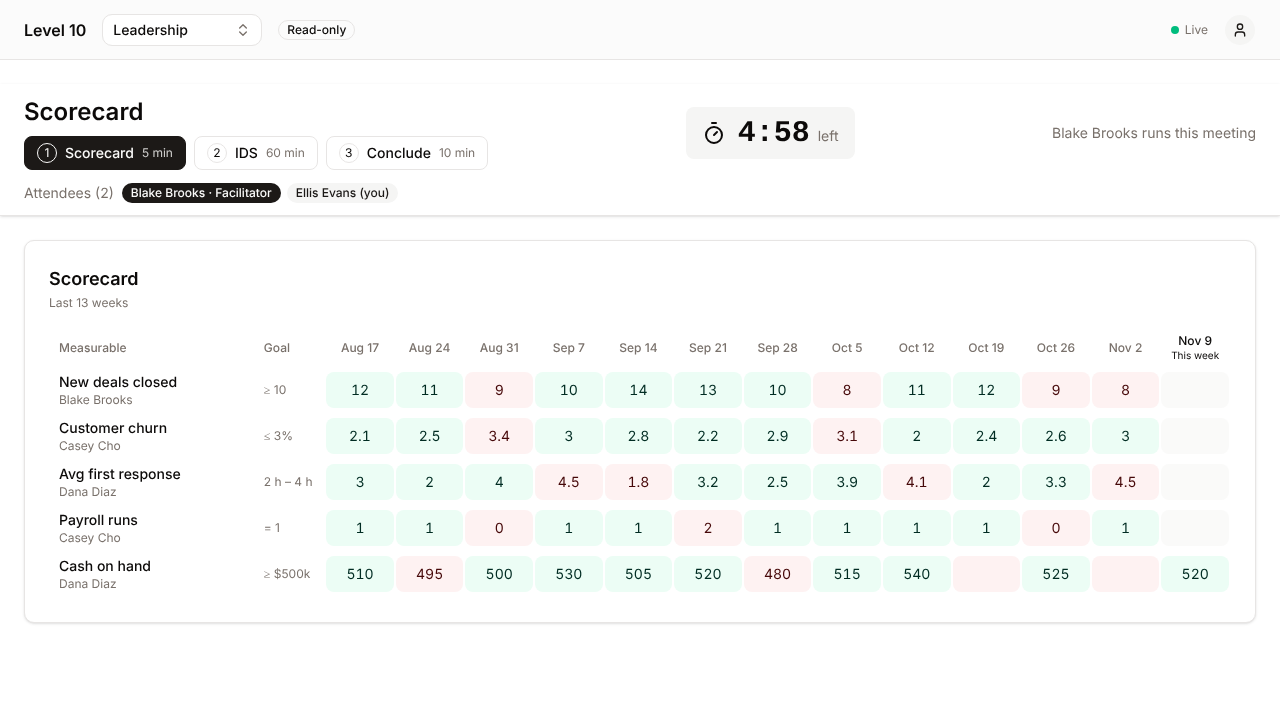 Level 10 Leadership Read-only Live
Scorecard
4:58 left
Blake Brooks runs this meeting
1 Scorecard 5 min 2 IDS 60 min 3 Conclude 10 min
Attendees (2) Blake Brooks · Facilitator Ellis Evans (you)
Scorecard
Last 13 weeks
Measurable Goal Aug 17 Aug 24 Aug 31 Sep 7 Sep 14 Sep 21 Sep 28 Oct 5 Oct 12 Oct 19 Oct 26 Nov 2 Nov 9
This week
New deals closed ≥ 10 12 11 9 10 14 13 10 8 11 12 9 8
Blake Brooks
Customer churn ≤ 3% 2.1 2.5 3.4 3 2.8 2.2 2.9 3.1 2 2.4 2.6 3
Casey Cho
Avg first response 2 h – 4 h 3 2 4 4.5 1.8 3.2 2.5 3.9 4.1 2 3.3 4.5
Dana Diaz
Payroll runs = 1 1 1 0 1 1 2 1 1 1 1 0 1
Casey Cho
Cash on hand ≥ $500k 510 495 500 530 505 520 480 515 540 525 520
Dana Diaz